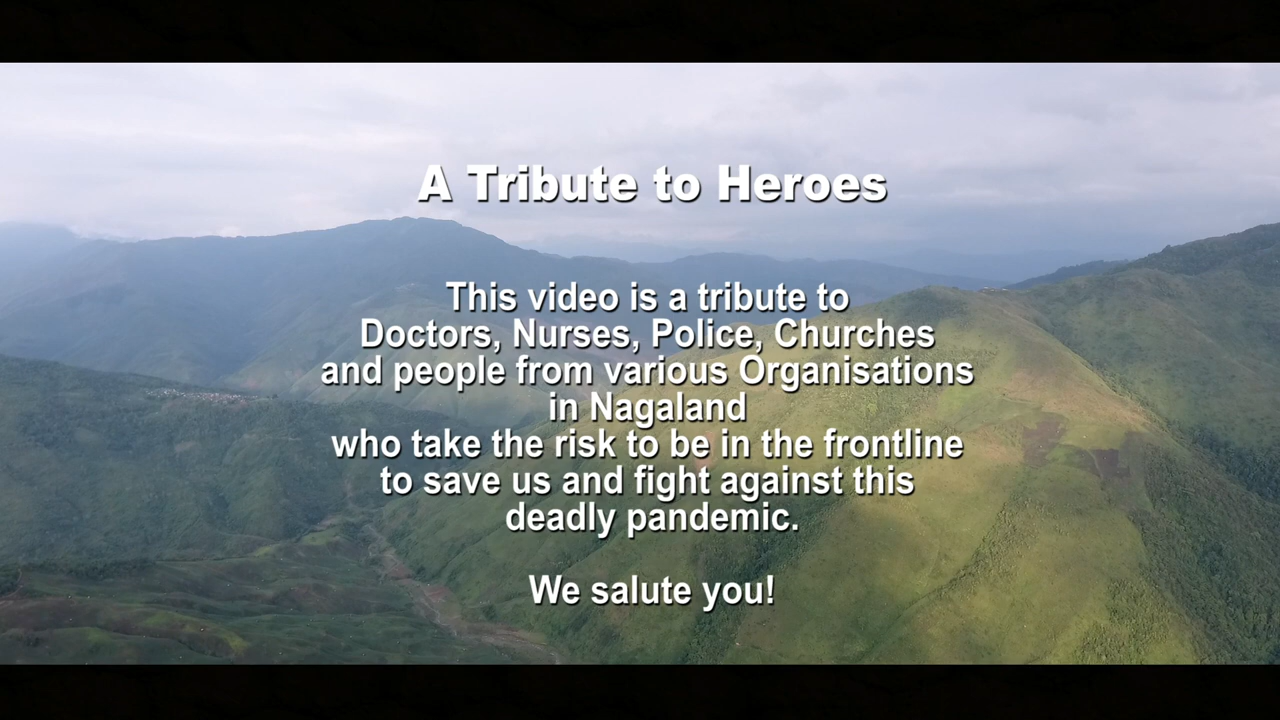 A Tribute to Heroes
This video is a tribute to
Doctors, Nurses, Police, Churches
and people from various Organisations
in Nagaland
who take the risk to be in the frontline
to save us and fight against this
deadly pandemic.
We salute you!